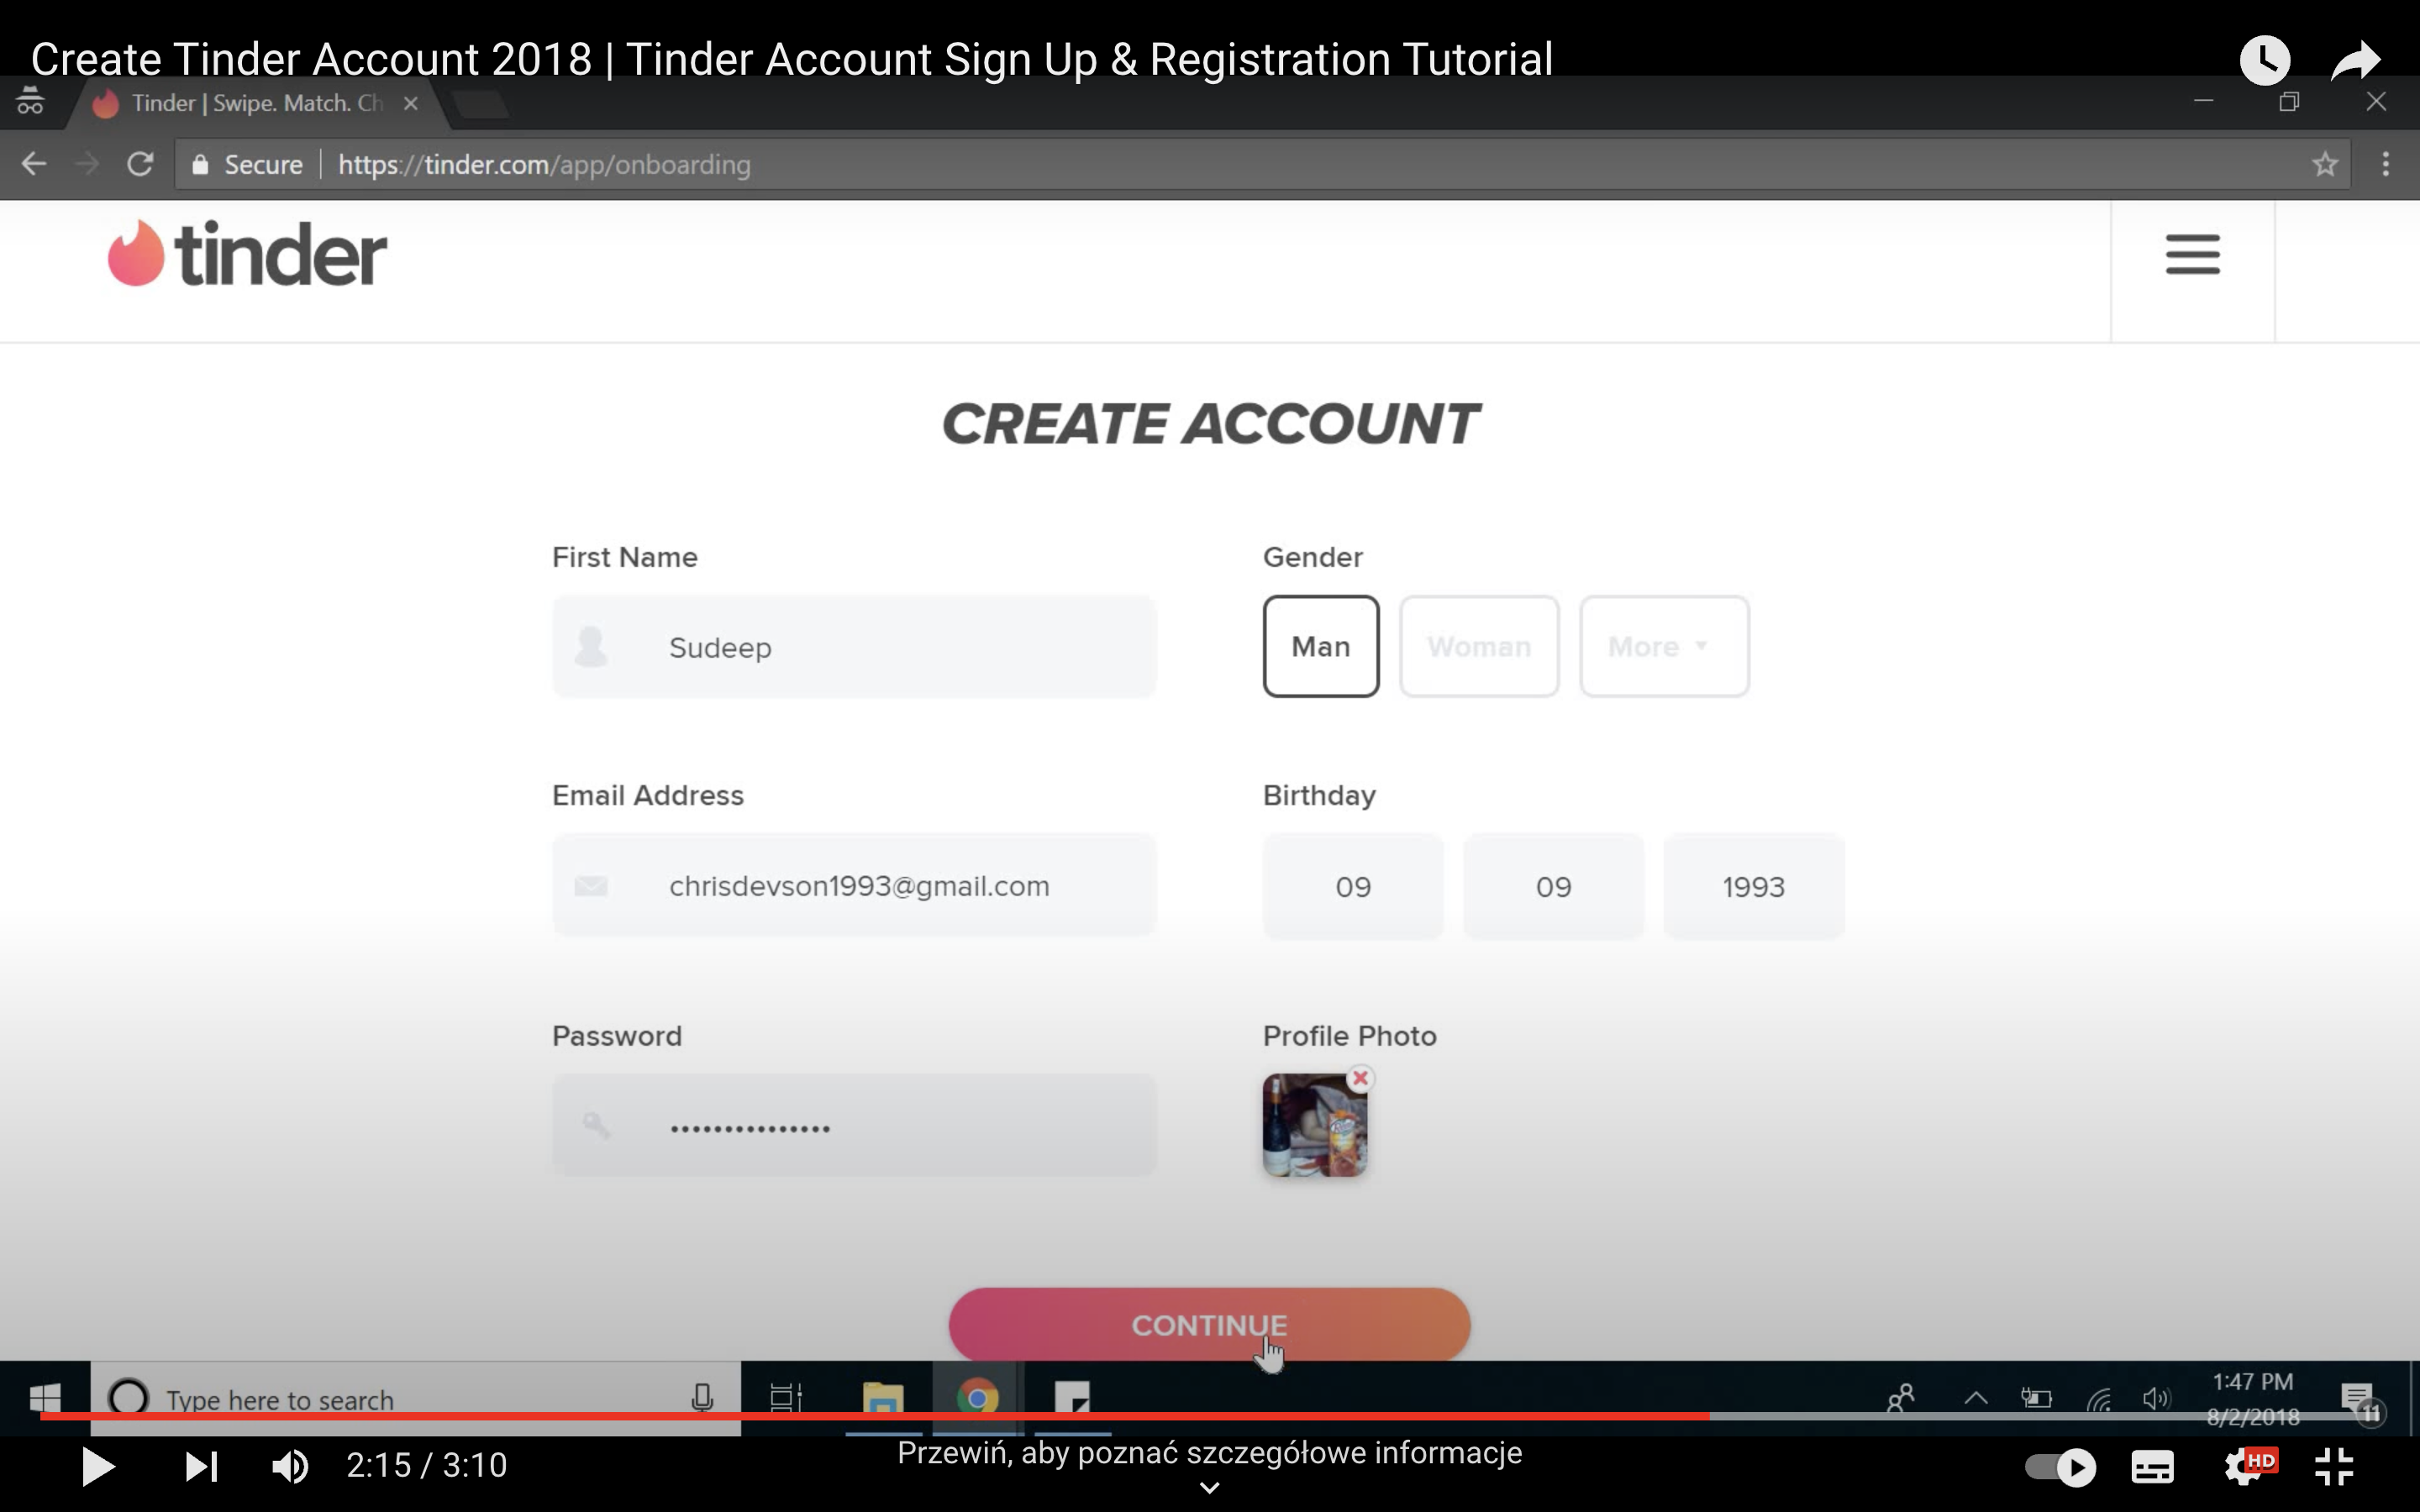 Create Tinder Account 2018 | Tinder Account Sign Up & Registration Tutorial
Tinder | Swipe. Match. Ch
Secure | https://tinder.com/app/onboarding
tinder
CREATE ACCOUNT
First Name
Gender
Sudeep
Man
Woman
More
Email Address
Birthday
chrisdevson1993@gmail.com
09
09
1993
Password
Profile Photo
•••••••••••••••
CONTINUE
Type here to search
1:47 PM
8/2/2018
11
2:15 / 3:10
Przewiń, aby poznać szczegółowe informacje
HD